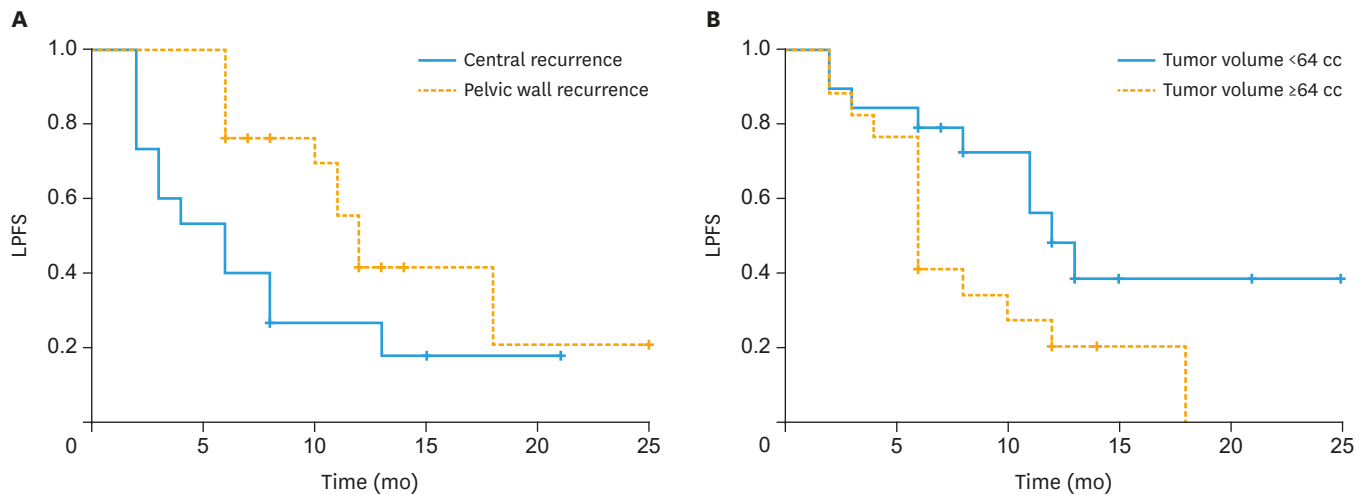 A
1.0
0.8
0.6
0.4
0.2
0
5
10
15
20
25
LPFS
Time (mo)
Central recurrence
Pelvic wall recurrence
B
1.0
0.8
0.6
0.4
0.2
0
5
10
15
20
25
LPFS
Time (mo)
Tumor volume <64 cc
Tumor volume ≥64 cc